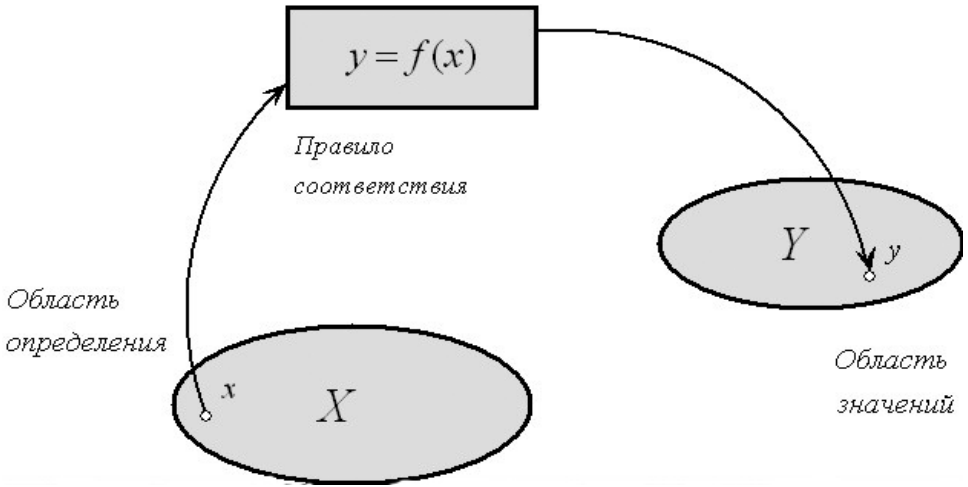 y = f(x)
Правило
соответствия
Y
y
Область
определения
x
X
Область
значений